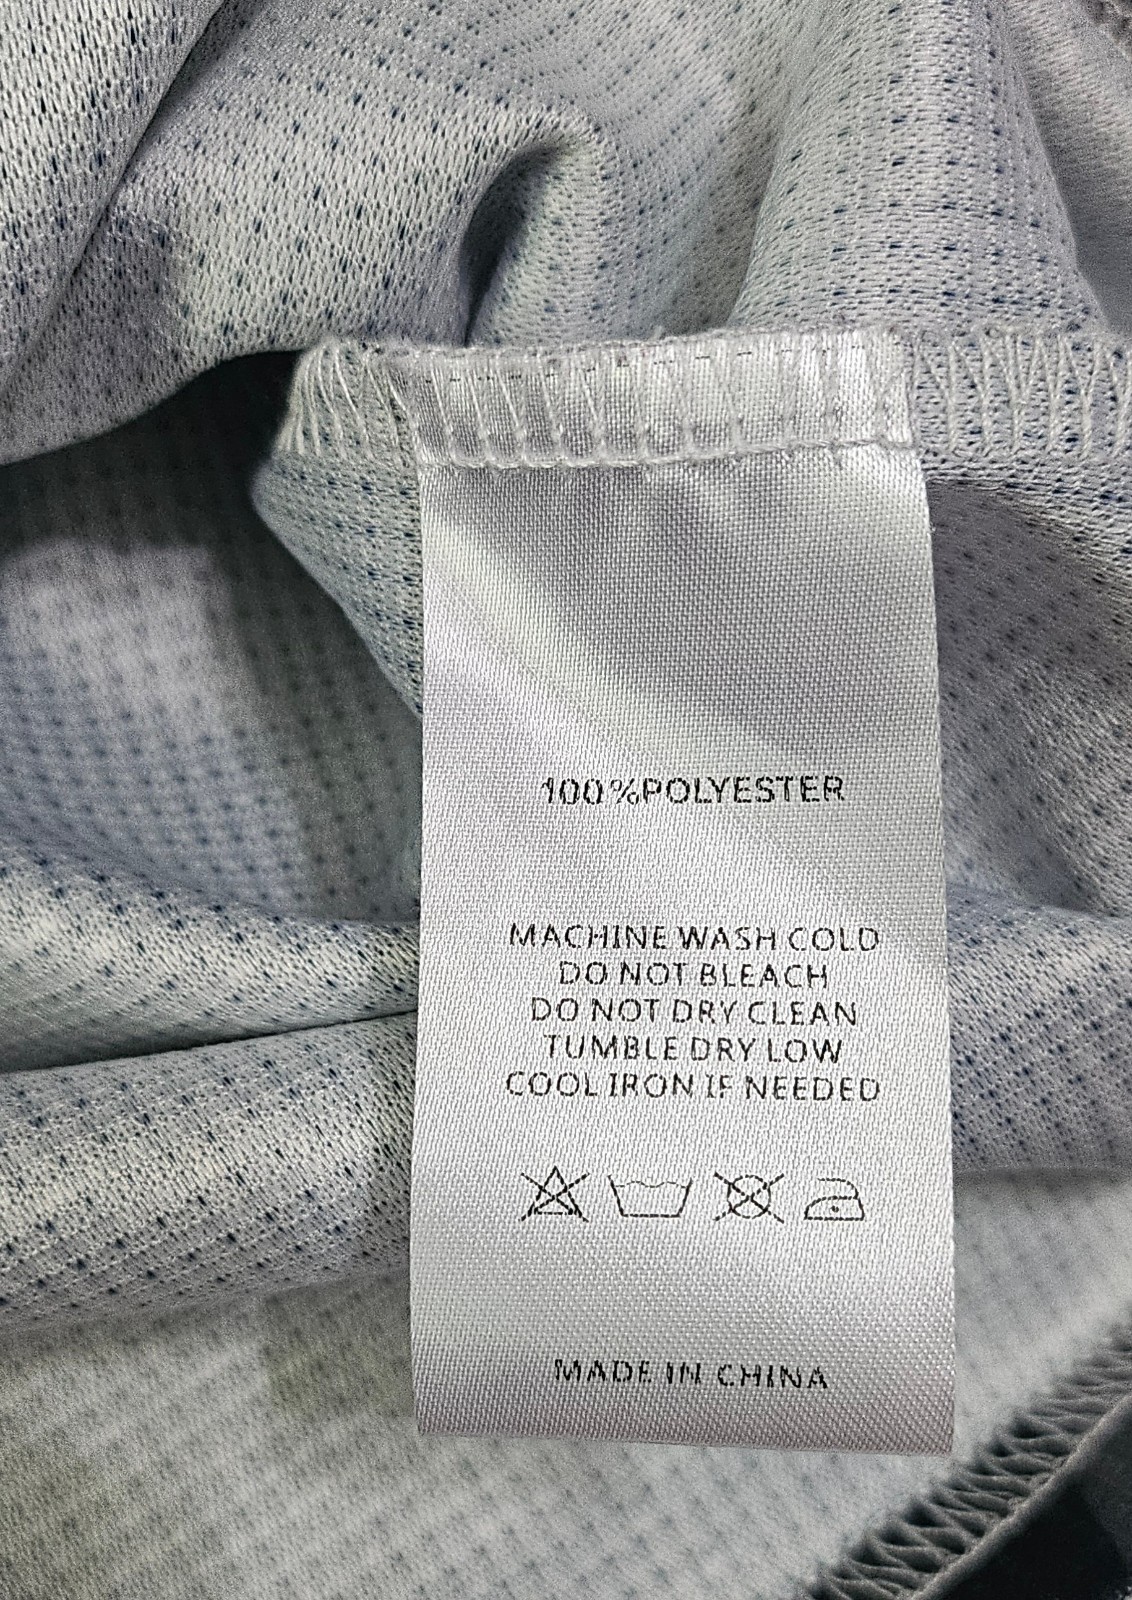 100%POLYESTER
MACHINE WASH COLD
DO NOT BLEACH
DO NOT DRY CLEAN
TUMBLE DRY LOW
COOL IRON IF NEEDED
MADE IN CHINA